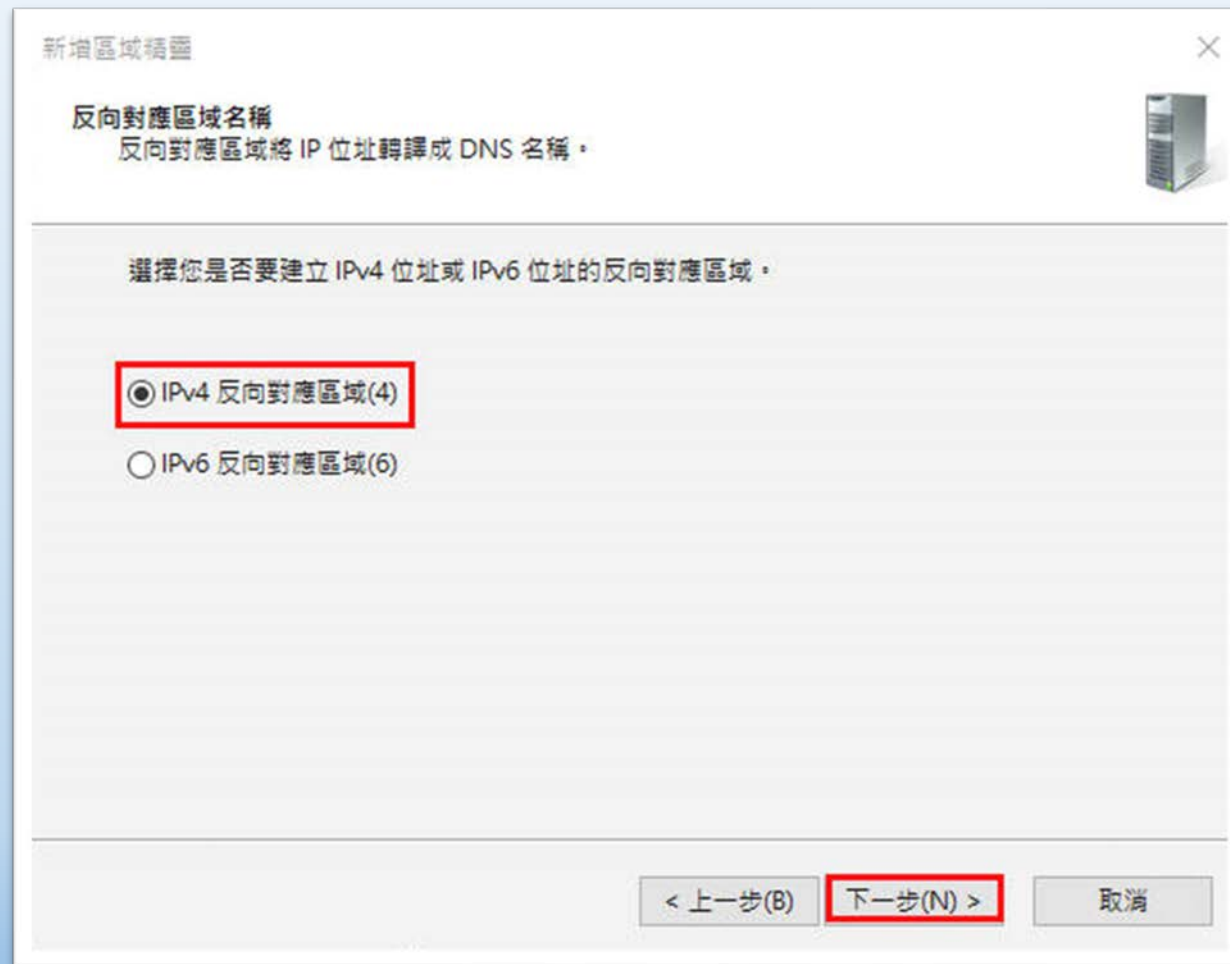 新增區域精靈
反向對應區域名稱
反向對應區域將 IP 位址轉譯成 DNS 名稱。
選擇您是否要建立 IPv4 位址或 IPv6 位址的反向對應區域。
IPv4 反向對應區域(4)
IPv6 反向對應區域(6)
< 上一步(B) 下一步(N) > 取消